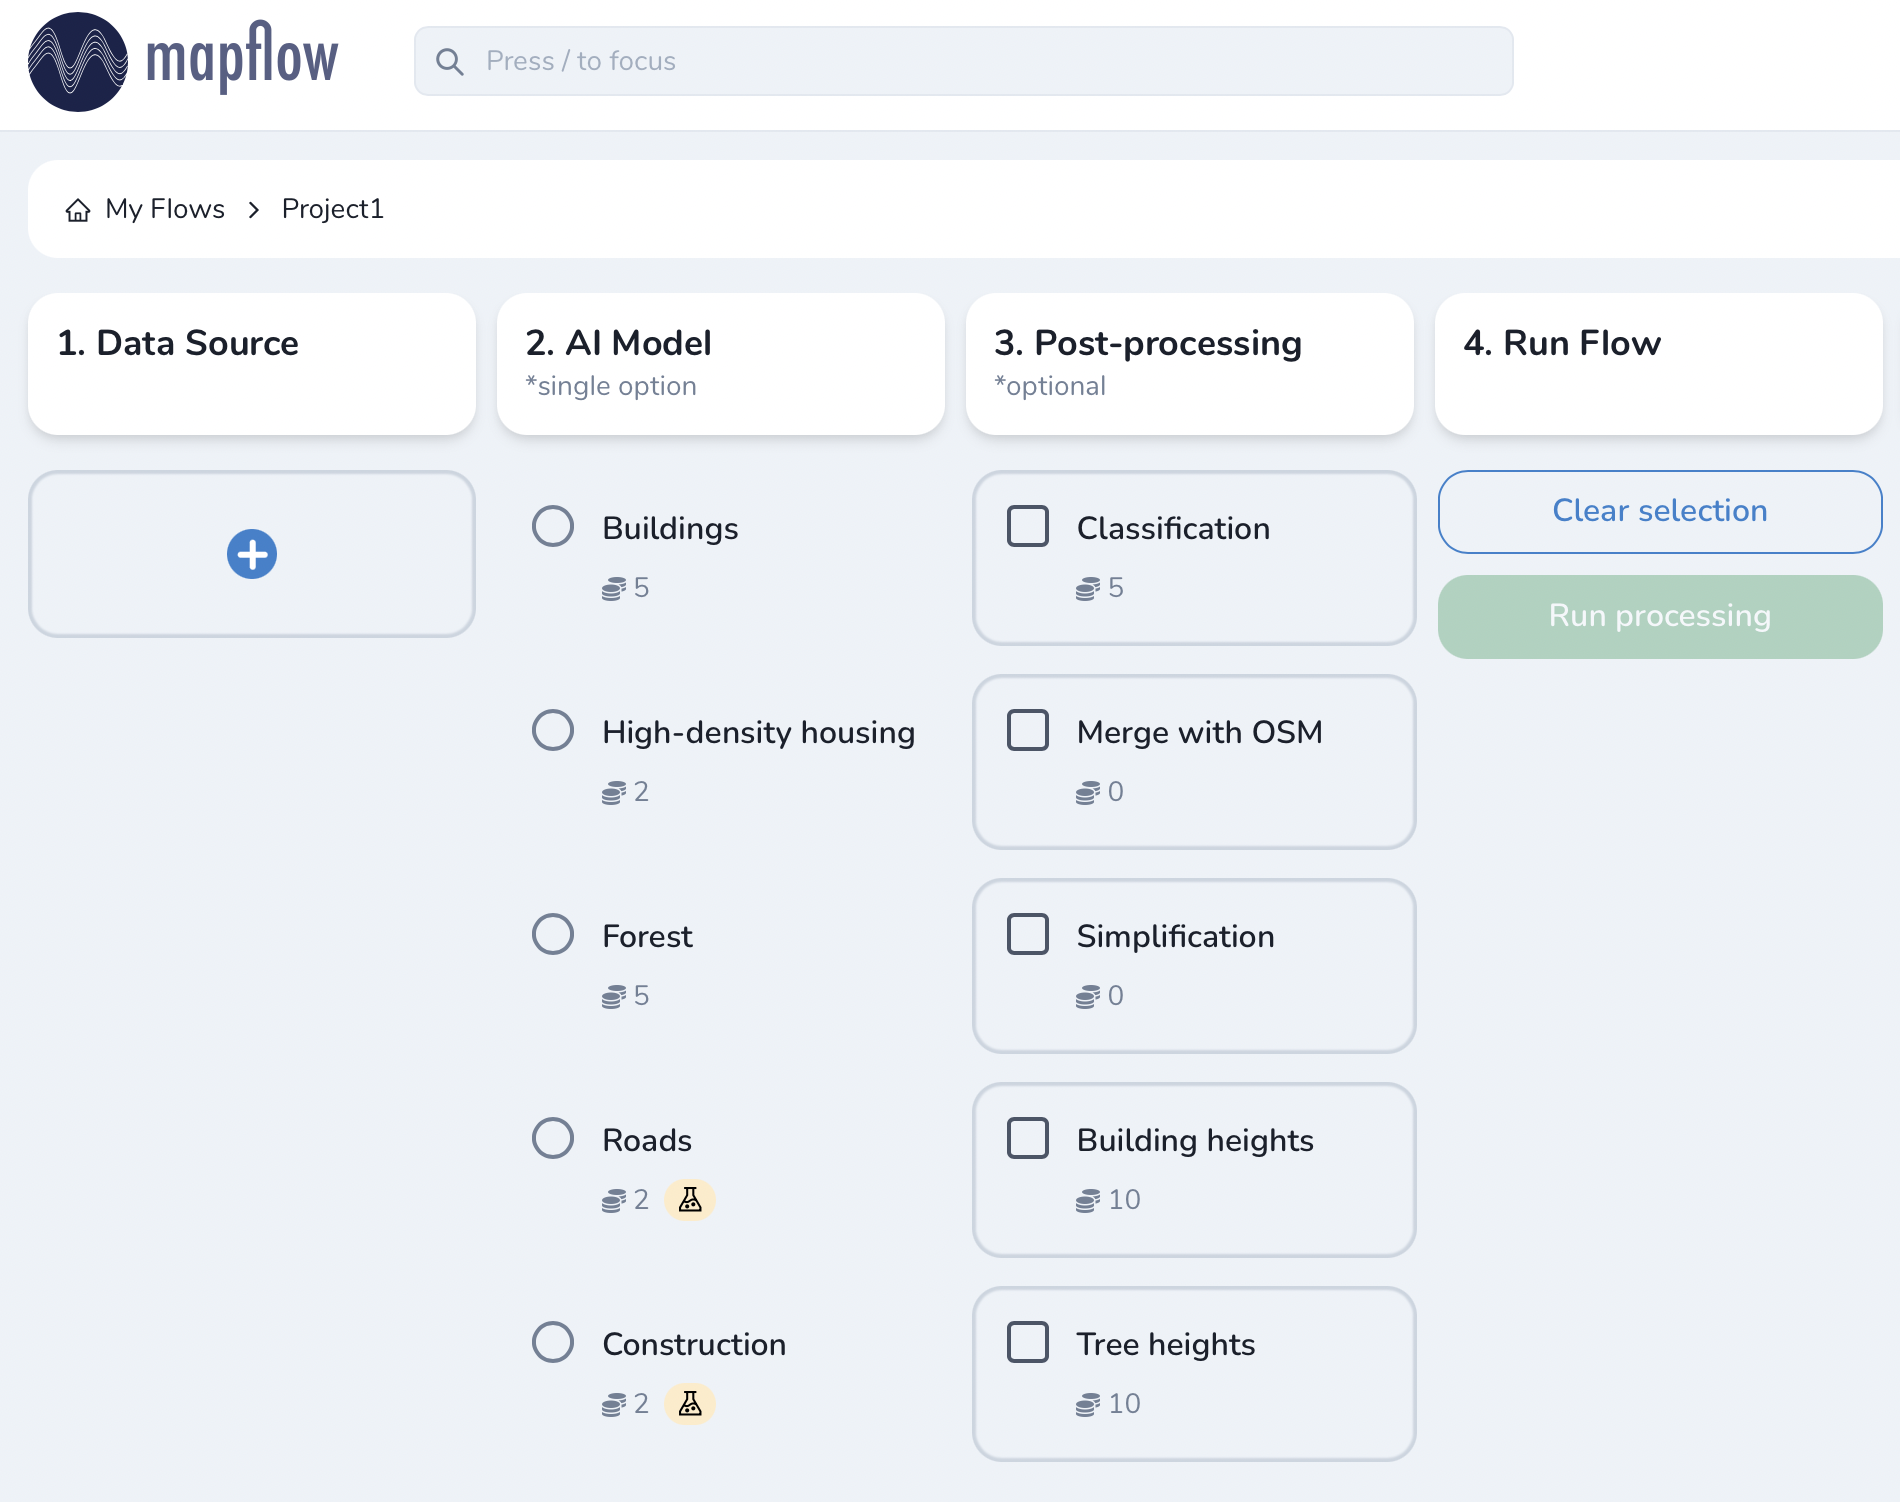 mapflow
Press / to focus
My Flows > Project1
1. Data Source
2. AI Model
*single option
3. Post-processing
*optional
4. Run Flow
Buildings
5
High-density housing
2
Forest
5
Roads
2
Construction
2
Classification
5
Merge with OSM
0
Simplification
0
Building heights
10
Tree heights
10
Clear selection
Run processing